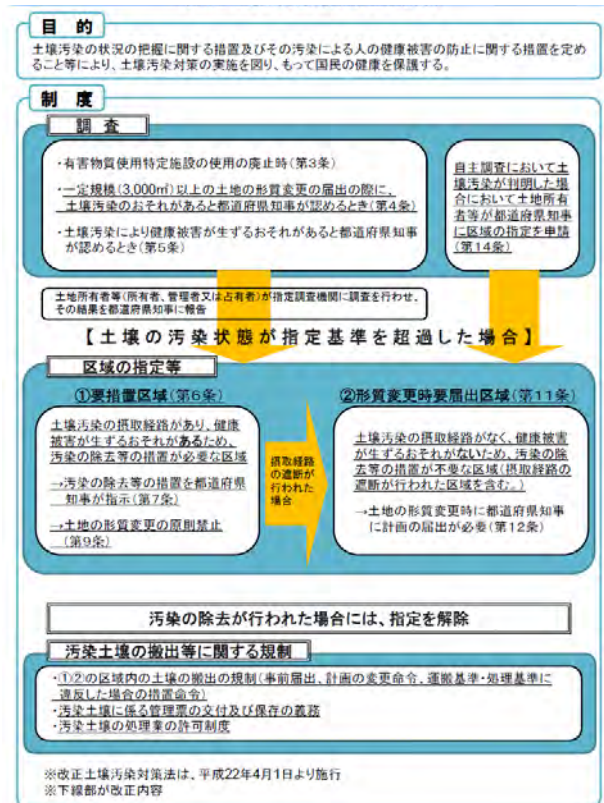 目　的
土壌汚染の状況の把握に関する措置及びその汚染による人の健康被害の防止に関する措置を定め
ること等により、土壌汚染対策の実施を図り、もって国民の健康を保護する。
制　度
調　査
・有害物質使用特定施設の使用の廃止時(第3条)
・一定規模(3,000㎡)以上の土地の形質変更の届出の際に、
土壌汚染のおそれがあると都道府県知事が認めるとき(第4条)
・土壌汚染により健康被害が生ずるおそれがあると都道府県知事
が認めるとき(第5条)
自主調査において土
壌汚染が判明した場
合において土地所有
者等が都道府県知事
に区域の指定を申請
(第14条)
土地所有者等(所有者、管理者又は占有者)が指定調査機関に調査を行わせ、
その結果を都道府県知事に報告
【土壌の汚染状態が指定基準を超過した場合】
区域の指定等
①要措置区域(第6条)
土壌汚染の摂取経路があり、健康
被害が生ずるおそれがあるため、
汚染の除去等の措置が必要な区域
→汚染の除去等の措置を都道府県
知事が指示(第7条)
→土地の形質変更の原則禁止
(第9条)
摂取経路
の遮断が
行われた
場合
②形質変更時要届出区域(第11条)
土壌汚染の摂取経路がなく、健康被害
が生ずるおそれがないため、汚染の除
去等の措置が不要な区域(摂取経路の
遮断が行われた区域を含む。)
→土地の形質変更時に都道府県知事
に計画の届出が必要(第12条)
汚染の除去が行われた場合には、指定を解除
汚染土壌の搬出等に関する規制
・①②の区域内の土壌の搬出の規制(事前届出、計画の変更命令、運搬基準・処理基準に
違反した場合の措置命令)
・汚染土壌に係る管理票の交付及び保存の義務
・汚染土壌の処理業の許可制度
※改正土壌汚染対策法は、平成22年4月1日より施行
※下線部が改正内容